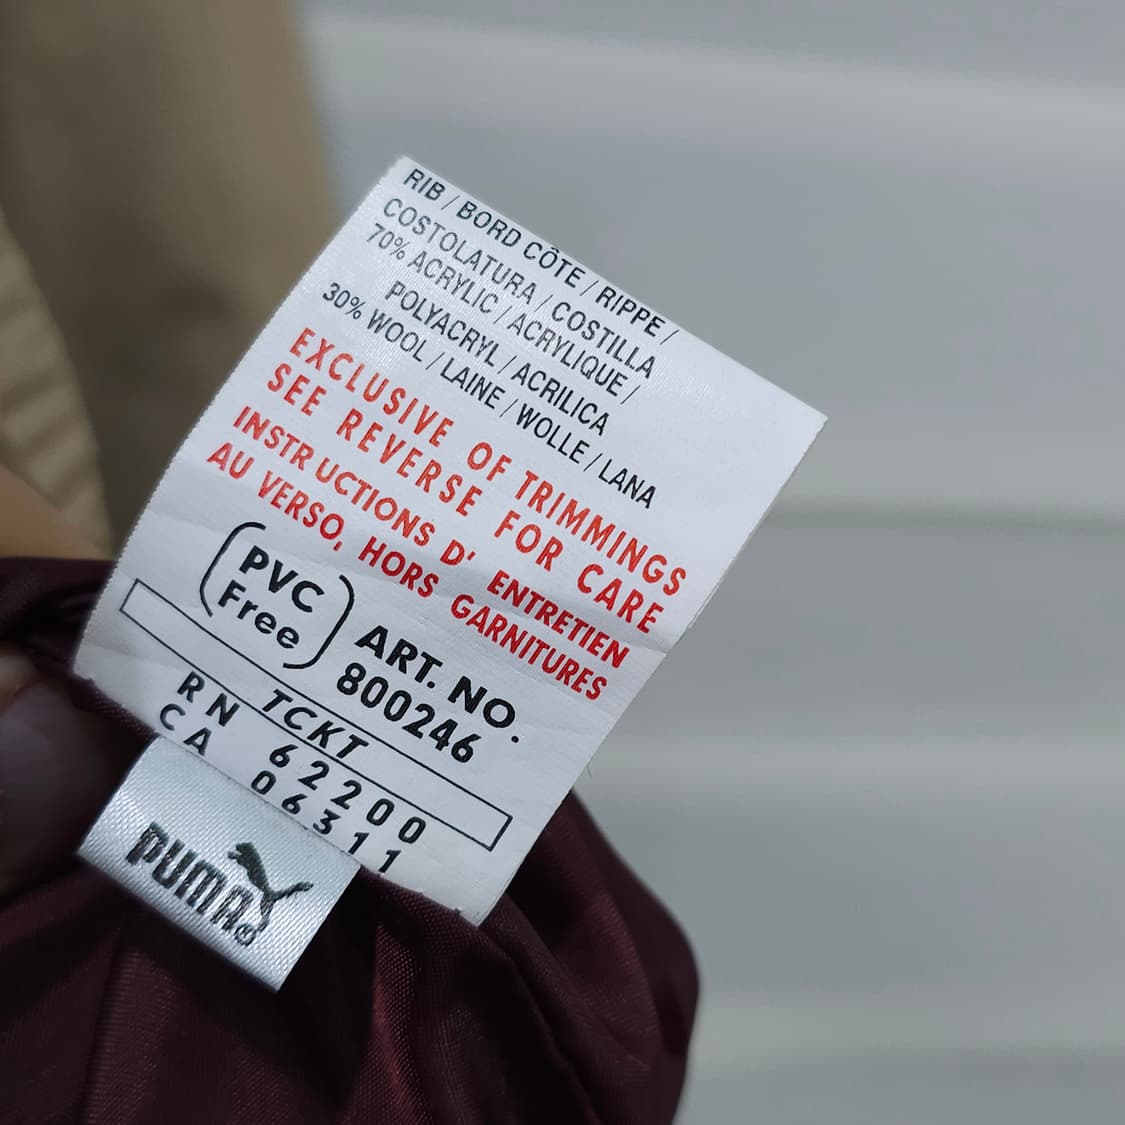 RIB / BORD CÔTE / RIPPE /
COSTOLATURA / COSTILLA
70% ACRYLIC / ACRYLIQUE /
POLYACRYL / ACRILICA
30% WOOL / LAINE / WOLLE / LANA
EXCLUSIVE OF TRIMMINGS
SEE REVERSE FOR CARE
INSTRUCTIONS D' ENTRETIEN
AU VERSO, HORS GARNITURES
PVC
Free
ART. NO.
800246
TCKT
RN 62200
CA 06311
PUMA®